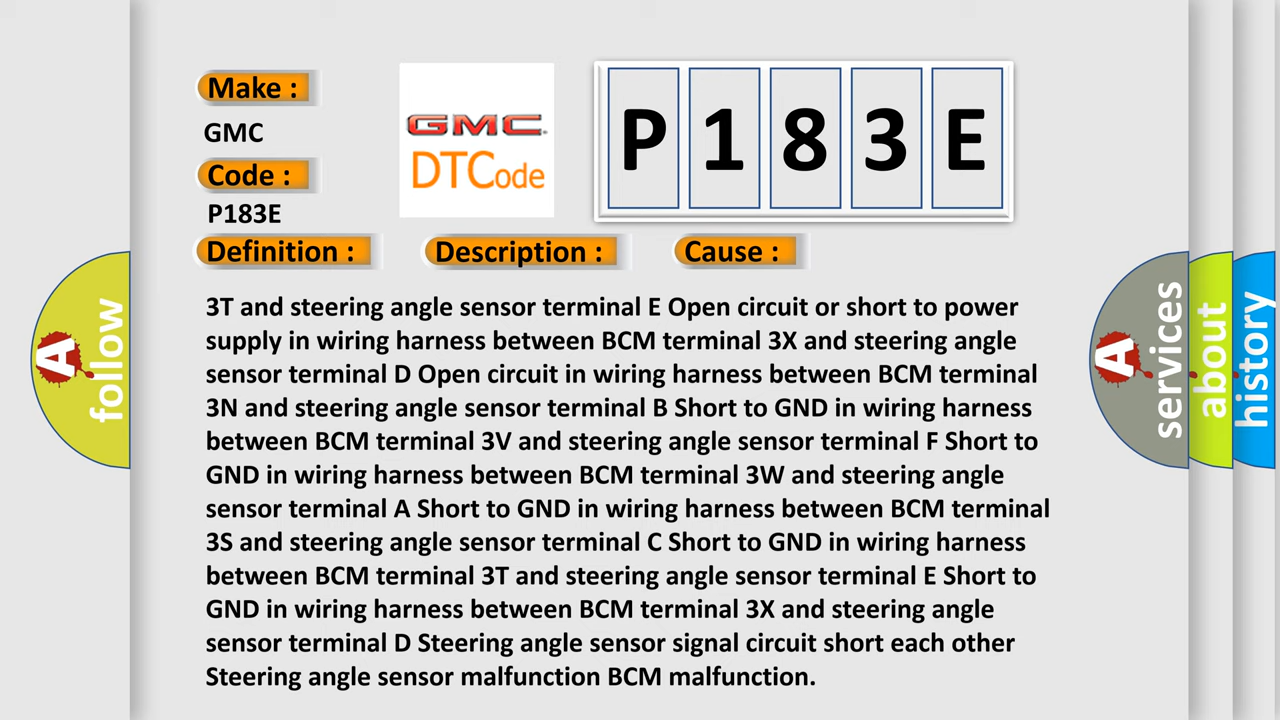 Make :
GMC
Code :
P183E
GMC
DTCode
P183E
Definition :
Description :
Cause :
3T and steering angle sensor terminal E Open circuit or short to power
supply in wiring harness between BCM terminal 3X and steering angle
sensor terminal D Open circuit in wiring harness between BCM terminal
3N and steering angle sensor terminal B Short to GND in wiring harness
between BCM terminal 3V and steering angle sensor terminal F Short to
GND in wiring harness between BCM terminal 3W and steering angle
sensor terminal A Short to GND in wiring harness between BCM terminal
3S and steering angle sensor terminal C Short to GND in wiring harness
between BCM terminal 3T and steering angle sensor terminal E Short to
GND in wiring harness between BCM terminal 3X and steering angle
sensor terminal D Steering angle sensor signal circuit short each other
Steering angle sensor malfunction BCM malfunction.
A
follow
A
services
about
history